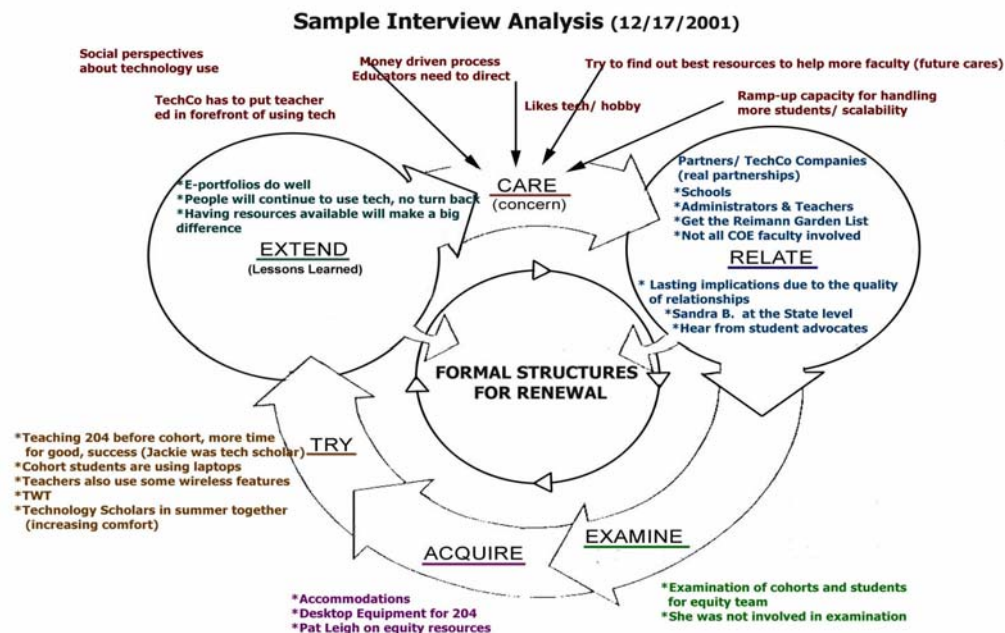 Sample Interview Analysis (12/17/2001)
Social perspectives
about technology use
Money driven process
Educators need to direct
Try to find out best resources to help more faculty (future cares)
TechCo has to put teacher
ed in forefront of using tech
Likes tech/ hobby
Ramp-up capacity for handling
more students/ scalability
CARE
(concern)
*E-portfolios do well
*People will continue to use tech, no turn back
*Having resources available will make a big
difference
EXTEND
(Lessons Learned)
Partners/ TechCo Companies
(real partnerships)
*Schools
*Administrators & Teachers
*Get the Reimann Garden List
*Not all COE faculty involved
RELATE
* Lasting implications due to the quality
of relationships
*Sandra B. at the State level
*Hear from student advocates
FORMAL STRUCTURES
FOR RENEWAL
TRY
*Teaching 204 before cohort, more time
for good, success (Jackie was tech scholar)
*Cohort students are using laptops
*Teachers also use some wireless features
*TWT
*Technology Scholars in summer together
(increasing comfort)
ACQUIRE
*Accommodations
*Desktop Equipment for 204
*Pat Leigh on equity resources
EXAMINE
*Examination of cohorts and students
for equity team
*She was not involved in examination